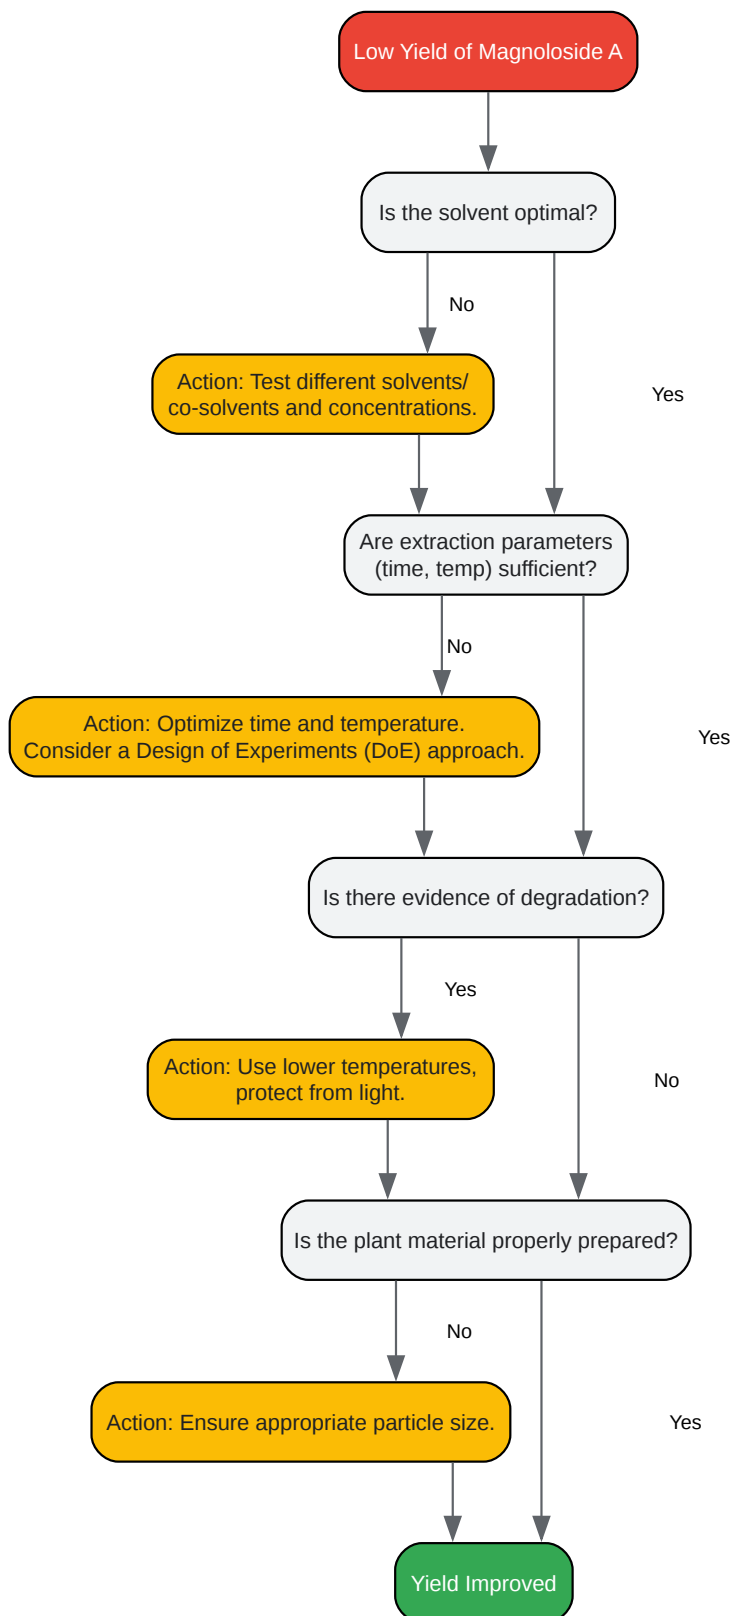 Low Yield of Magnoloside A
Is the solvent optimal?
No
Action: Test different solvents/
co-solvents and concentrations.
Yes
Are extraction parameters
(time, temp) sufficient?
No
Action: Optimize time and temperature.
Consider a Design of Experiments (DoE) approach.
Yes
Is there evidence of degradation?
Yes
Action: Use lower temperatures,
protect from light.
No
Is the plant material properly prepared?
No
Action: Ensure appropriate particle size.
Yes
Yield Improved